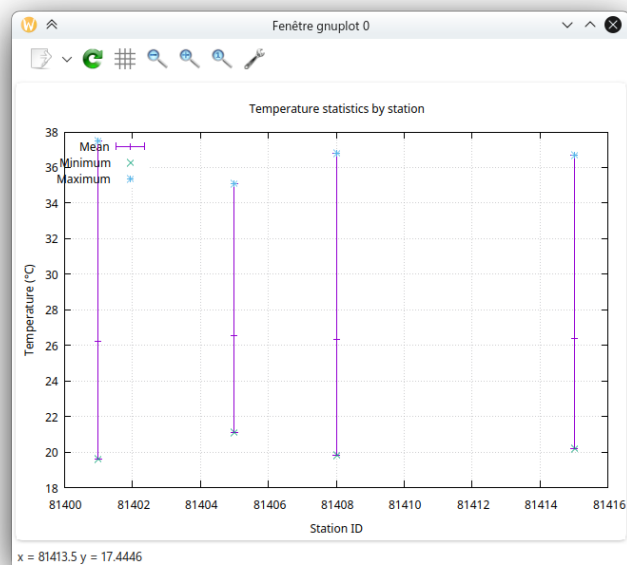 Fenêtre gnuplot 0
Temperature statistics by station
Mean
Minimum
Maximum
38
36
34
32
30
28
26
24
22
20
18
Temperature (°C)
81400 81402 81404 81406 81408 81410 81412 81414 81416
Station ID
x = 81413.5 y = 17.4446